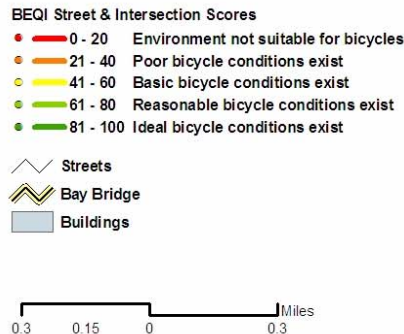 BEQI Street & Intersection Scores
0 - 20 Environment not suitable for bicycles
21 - 40 Poor bicycle conditions exist
41 - 60 Basic bicycle conditions exist
61 - 80 Reasonable bicycle conditions exist
81 - 100 Ideal bicycle conditions exist
Streets
Bay Bridge
Buildings
Miles
0.3 0.15 0 0.3